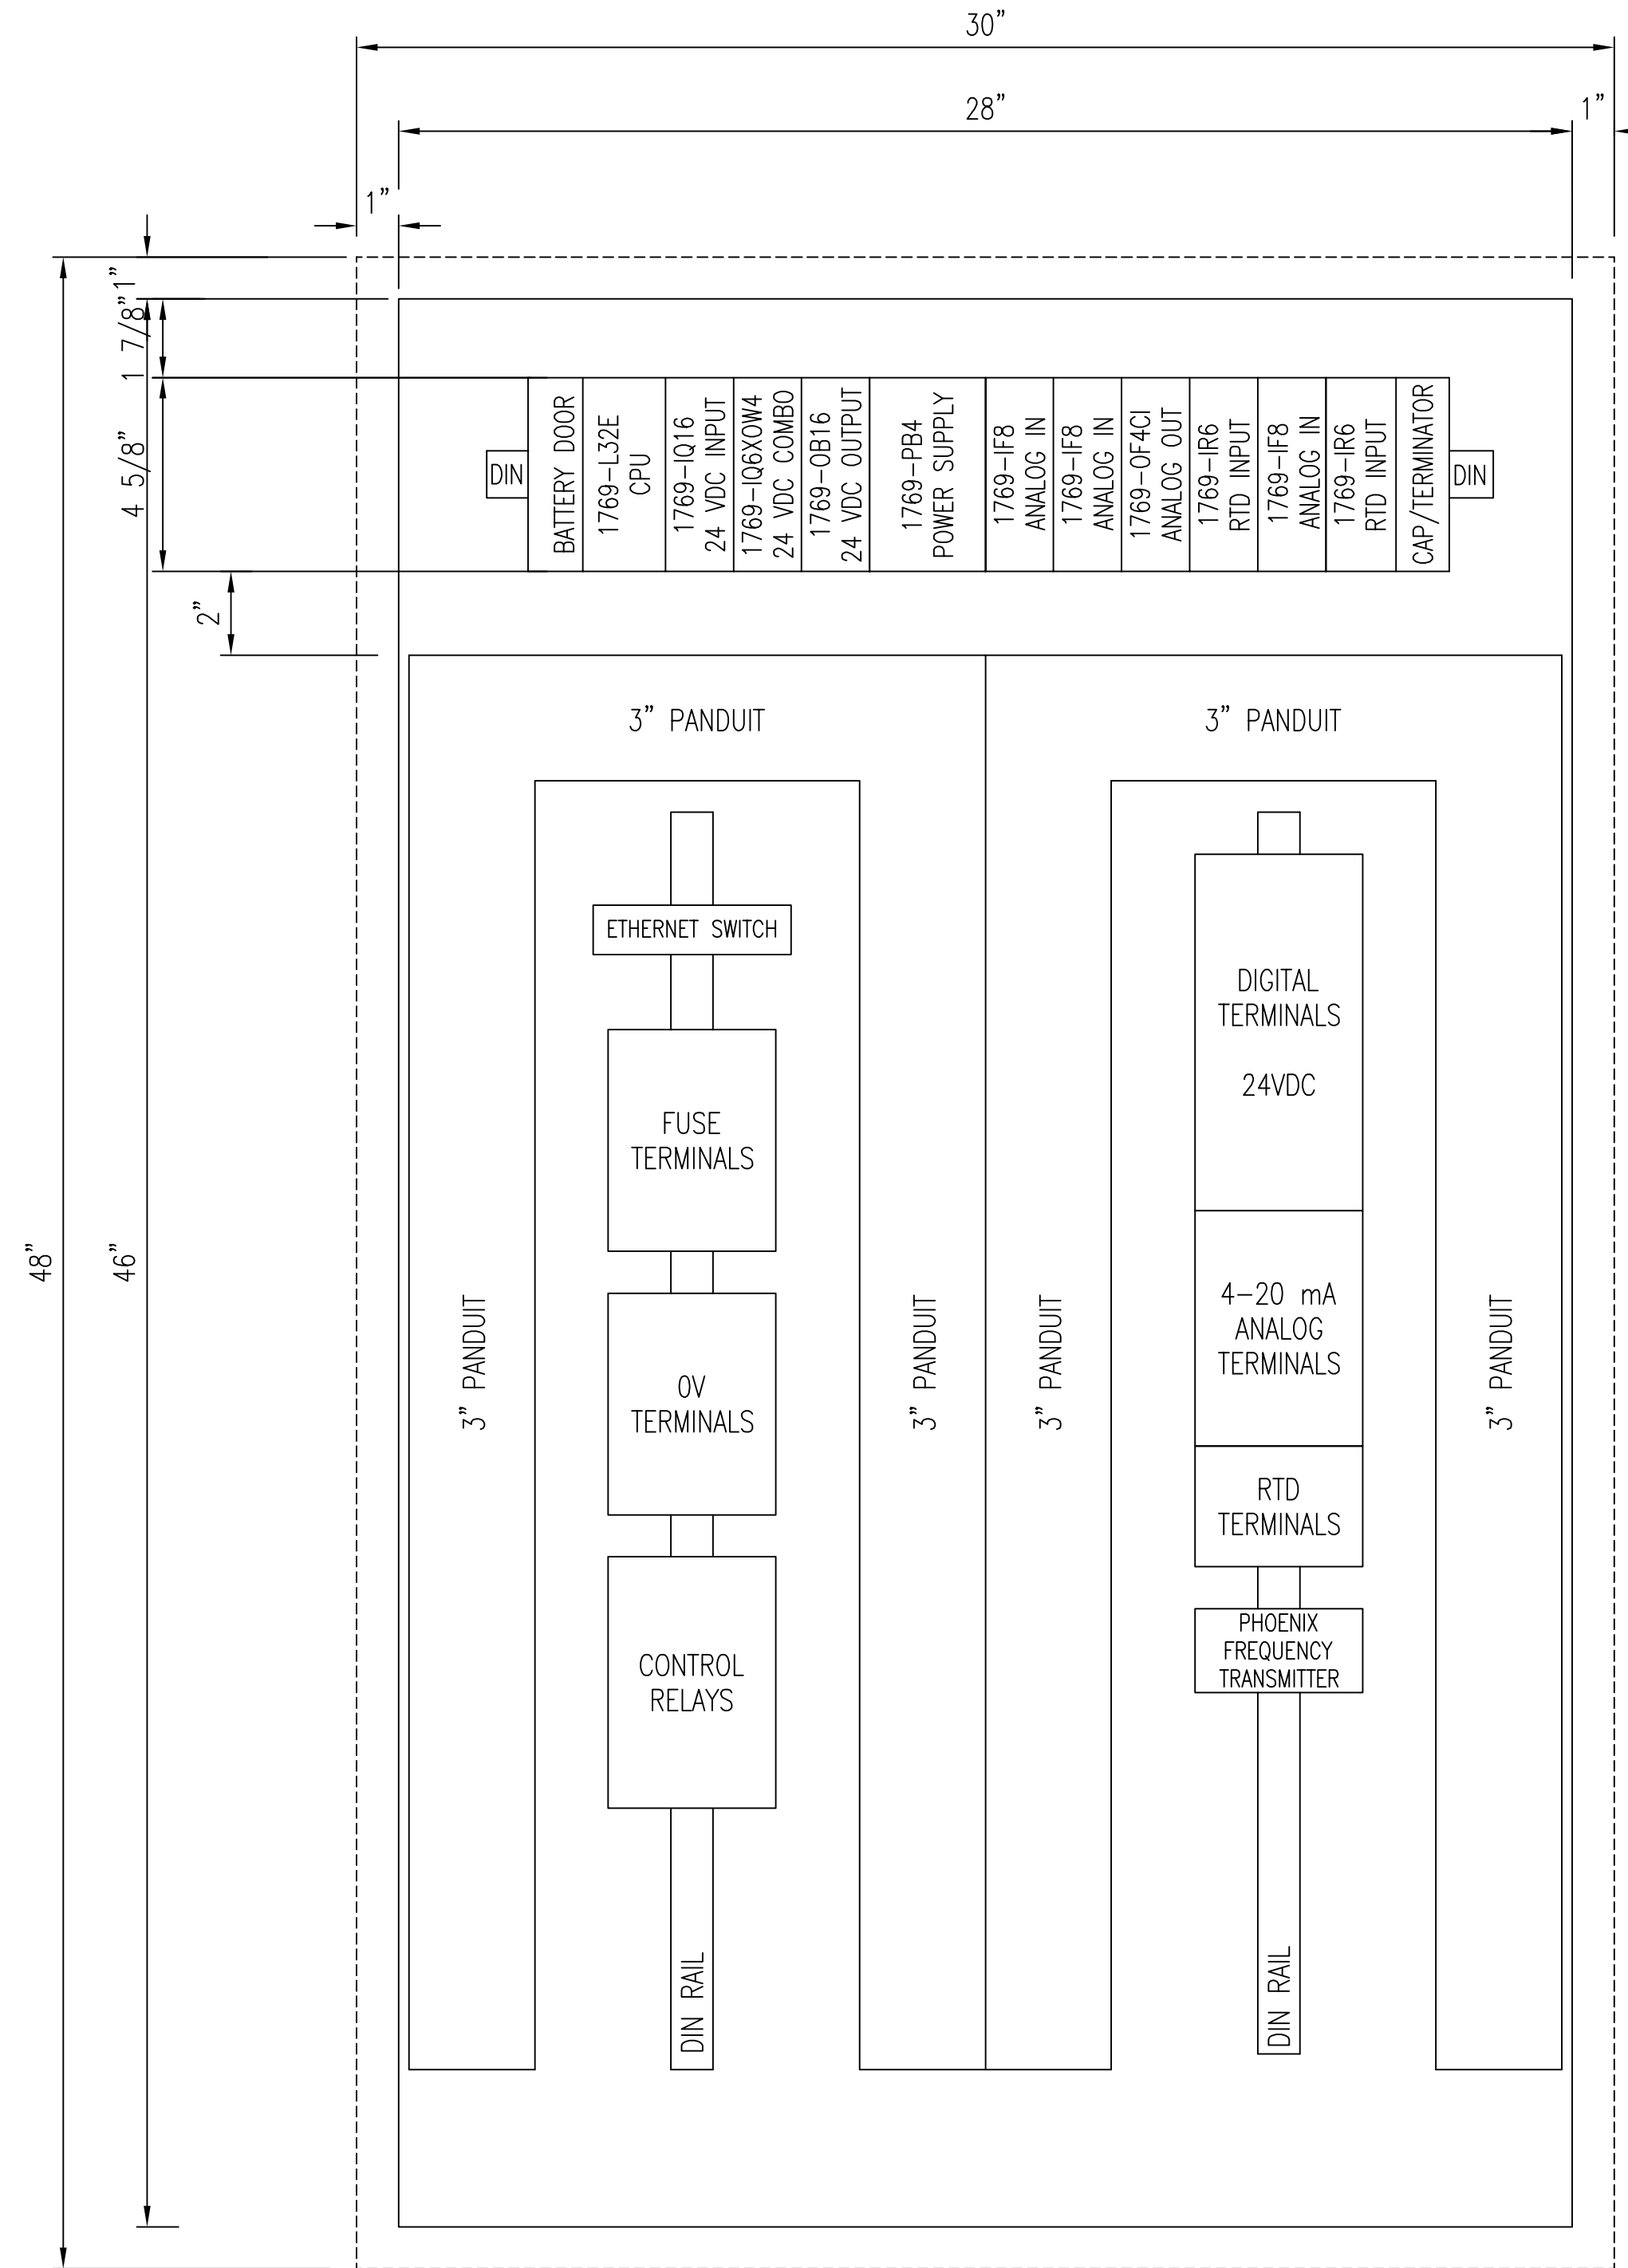 30”
28”
1”
1”
1”
1 7/8”
4 5/8”
2”
48”
46”
DIN
BATTERY DOOR
1769-L32E
CPU
1769-IQ16
24 VDC INPUT
1769-IQ6XOW4
24 VDC COMBO
1769-OB16
24 VDC OUTPUT
1769-PB4
POWER SUPPLY
1769-IF8
ANALOG IN
1769-IF8
ANALOG IN
1769-OF4CI
ANALOG OUT
1769-IR6
RTD INPUT
1769-IF8
ANALOG IN
1769-IR6
RTD INPUT
CAP/TERMINATOR
DIN
3” PANDUIT
3” PANDUIT
ETHERNET SWITCH
FUSE
TERMINALS
0V
TERMINALS
CONTROL
RELAYS
DIN RAIL
3” PANDUIT
3” PANDUIT
3” PANDUIT
3” PANDUIT
DIGITAL
TERMINALS
24VDC
4-20 mA
ANALOG
TERMINALS
RTD
TERMINALS
PHOENIX
FREQUENCY
TRANSMITTER
DIN RAIL